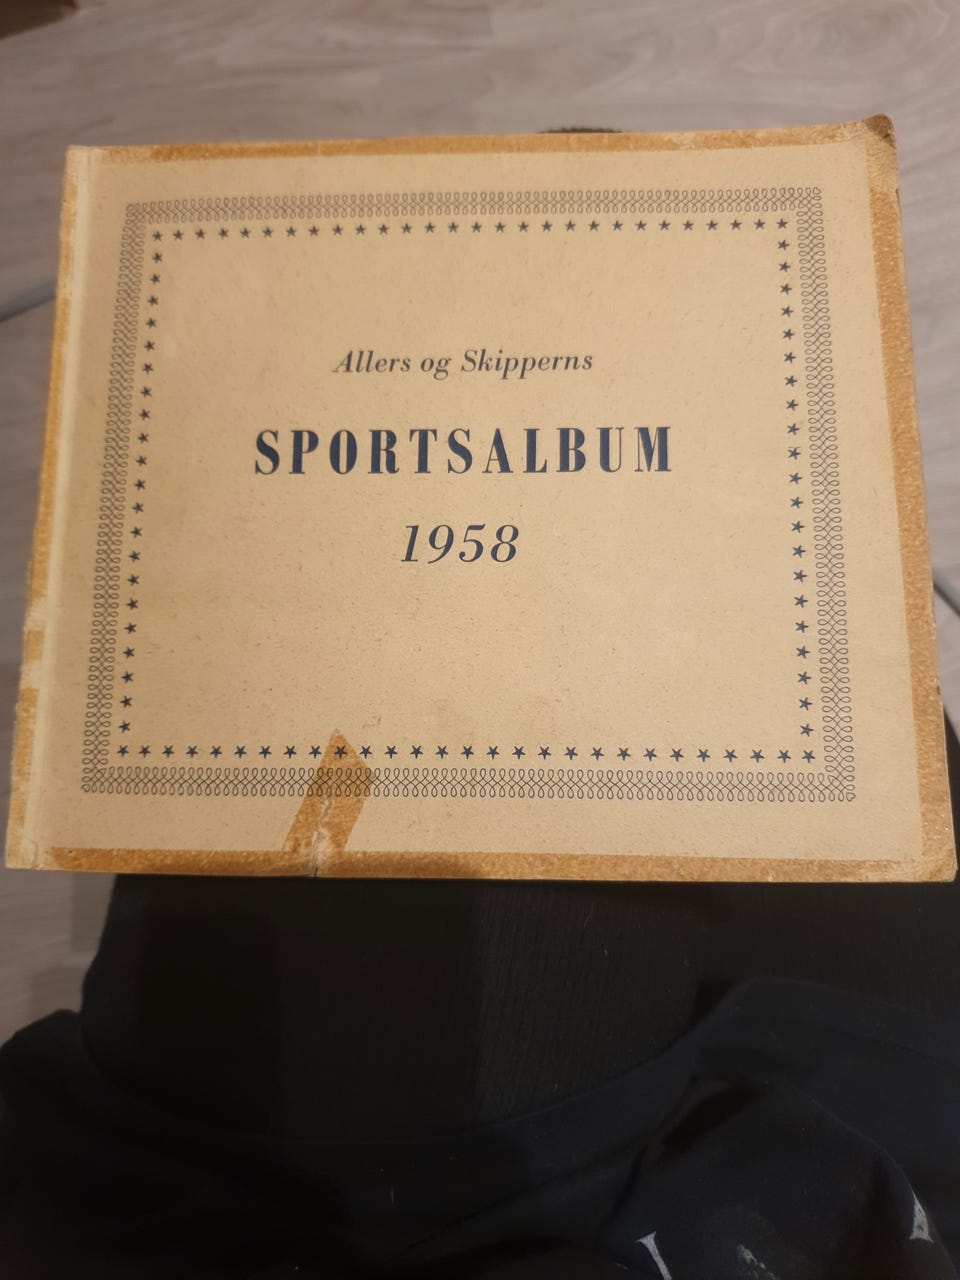 Allers og Skipperns
SPORTSALBUM
1958